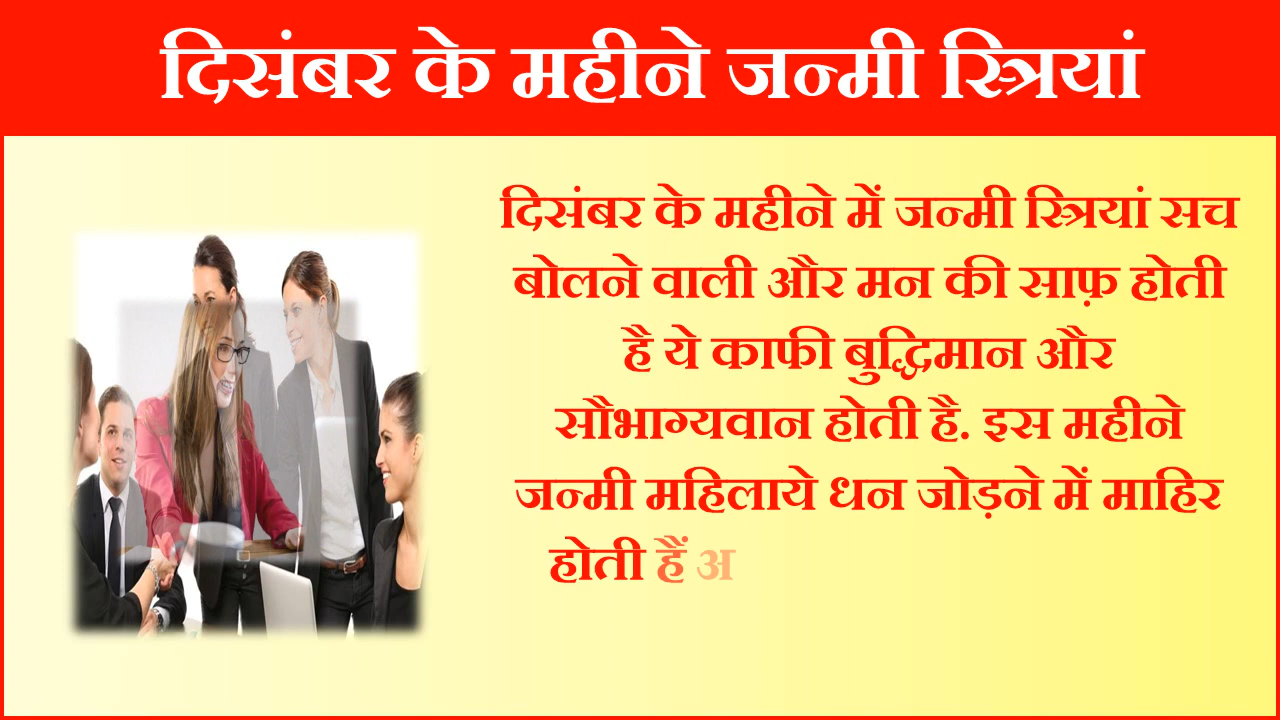 दिसंबर के महीने जन्मी स्त्रियां
दिसंबर के महीने में जन्मी स्त्रियां सच
बोलने वाली और मन की साफ़ होती
है ये काफी बुद्धिमान और
सौभाग्यवान होती है. इस महीने
जन्मी महिलाये धन जोड़ने में माहिर
होती हैं अ